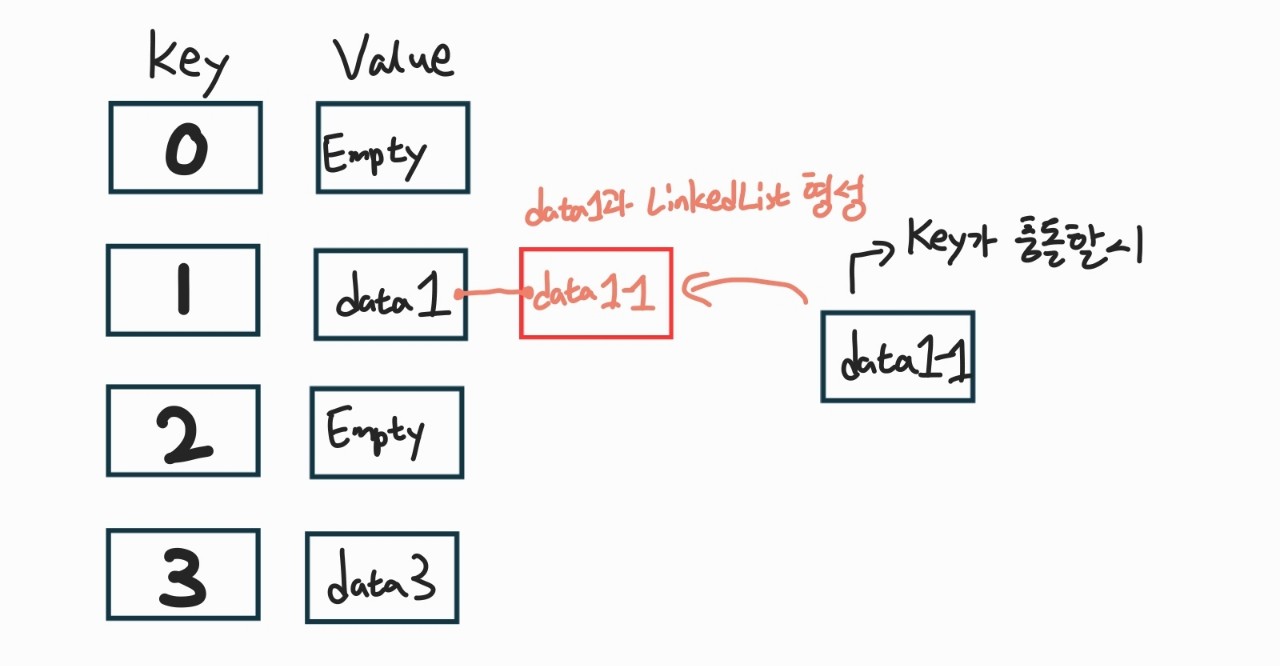 Key Value
0 Empty
data1과 LinkedList 형성
Key가 충돌할 시
1 data1 data1-1
data1-1
2 Empty
3 data3